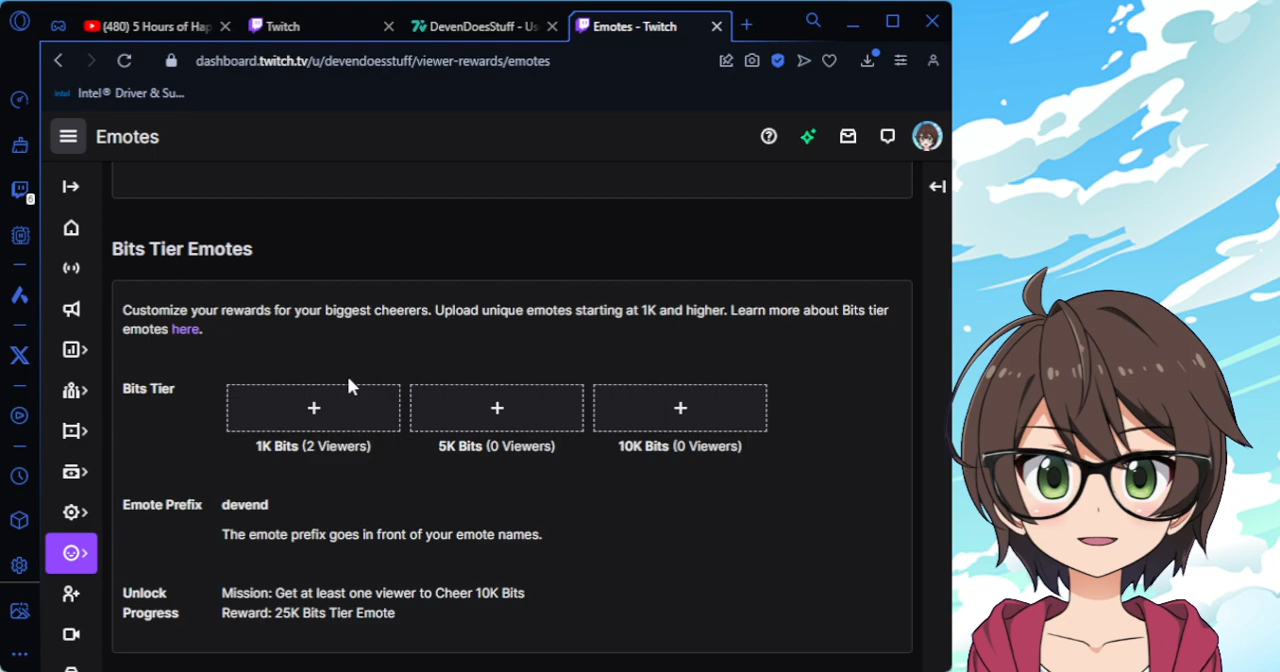 (480) 5 Hours of Hap
Twitch
DevenDoesStuff - Us
Emotes - Twitch
dashboard.twitch.tv/u/devendoesstuff/viewer-rewards/emotes
intel Intel® Driver & Su...
Emotes
6
Bits Tier Emotes
Customize your rewards for your biggest cheerers. Upload unique emotes starting at 1K and higher. Learn more about Bits tier
emotes here.
Bits Tier
1K Bits (2 Viewers)
5K Bits (0 Viewers)
10K Bits (0 Viewers)
Emote Prefix devend
The emote prefix goes in front of your emote names.
Unlock Mission: Get at least one viewer to Cheer 10K Bits
Progress Reward: 25K Bits Tier Emote